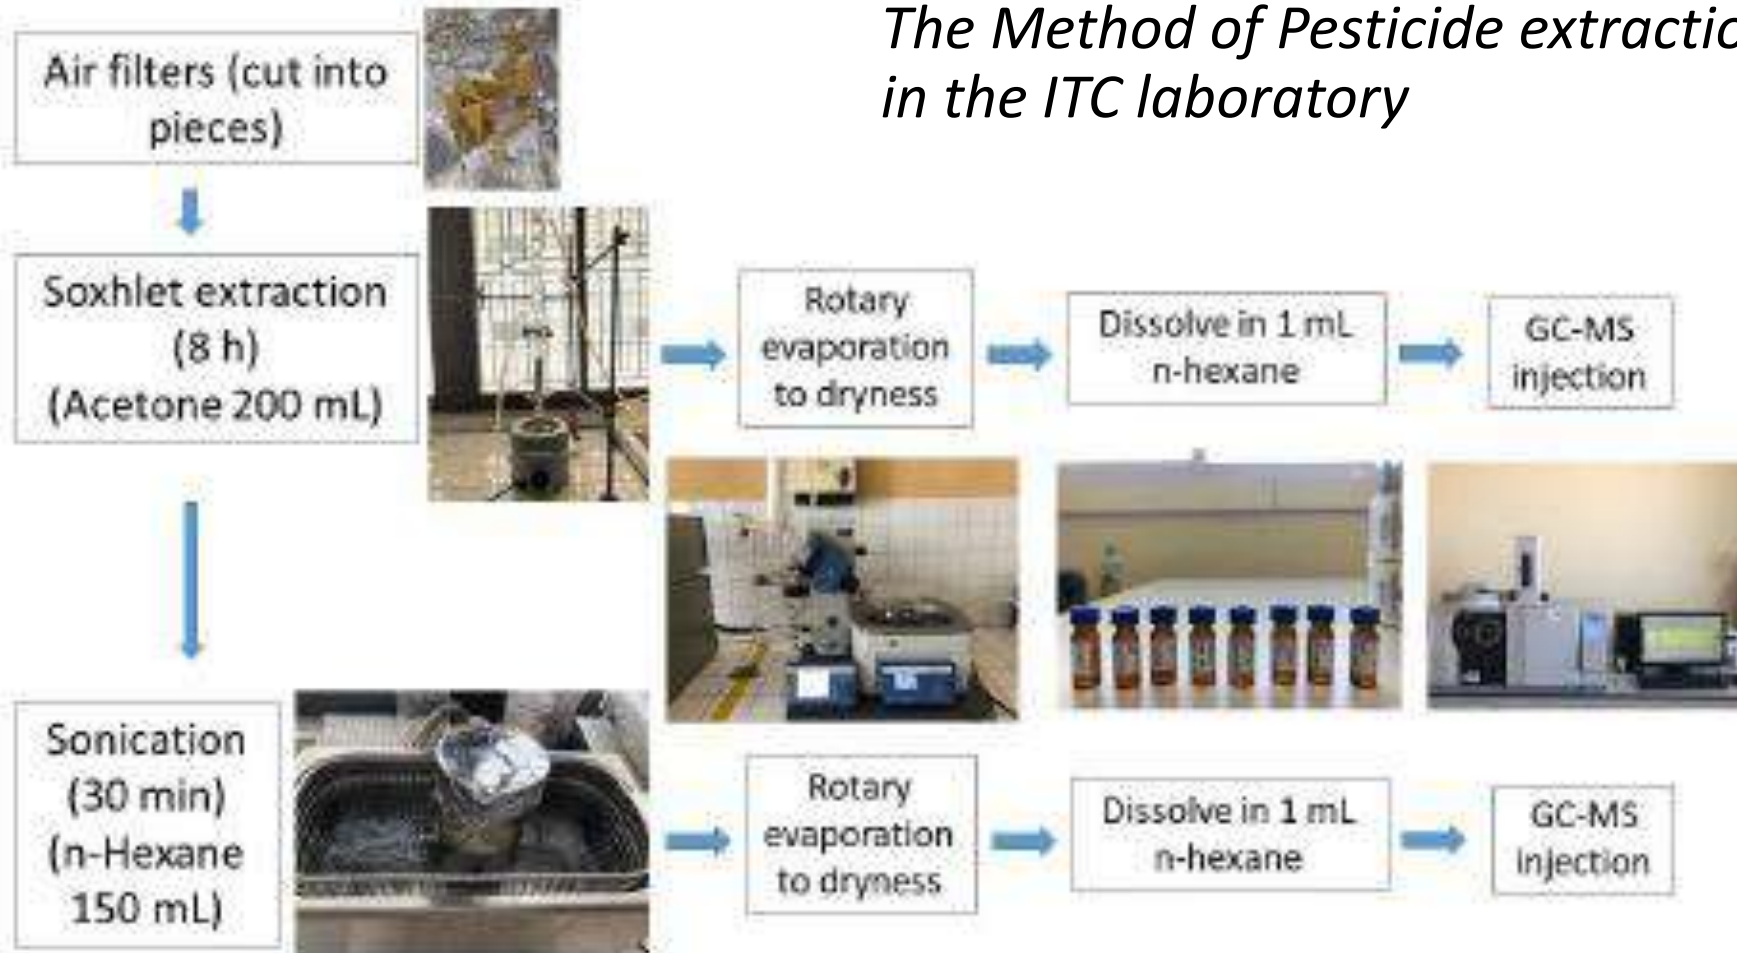 The Method of Pesticide extractio
in the ITC laboratory
Air filters (cut into
pieces)
Soxhlet extraction
(8 h)
(Acetone 200 mL)
Rotary
evaporation
to dryness
Dissolve in 1 mL
n-hexane
GC-MS
injection
Sonication
(30 min)
(n-Hexane
150 mL)
Rotary
evaporation
to dryness
Dissolve in 1 mL
n-hexane
GC-MS
injection